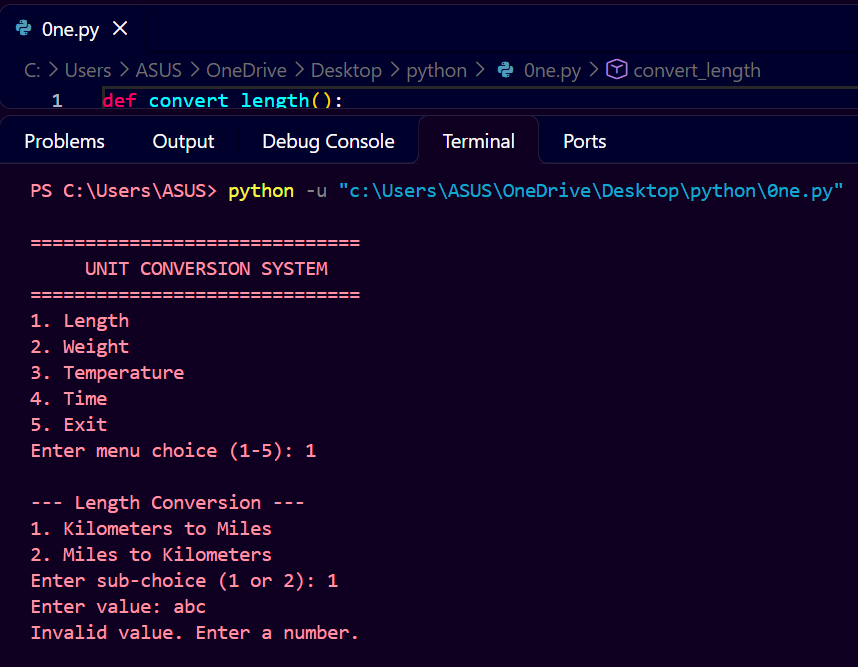 0ne.py
C: > Users > ASUS > OneDrive > Desktop > python > 0ne.py > convert_length
1 def convert_length():
Problems Output Debug Console Terminal Ports
PS C:\Users\ASUS> python -u "c:\Users\ASUS\OneDrive\Desktop\python\0ne.py"
==============================
UNIT CONVERSION SYSTEM
==============================
1. Length
2. Weight
3. Temperature
4. Time
5. Exit
Enter menu choice (1-5): 1
--- Length Conversion ---
1. Kilometers to Miles
2. Miles to Kilometers
Enter sub-choice (1 or 2): 1
Enter value: abc
Invalid value. Enter a number.